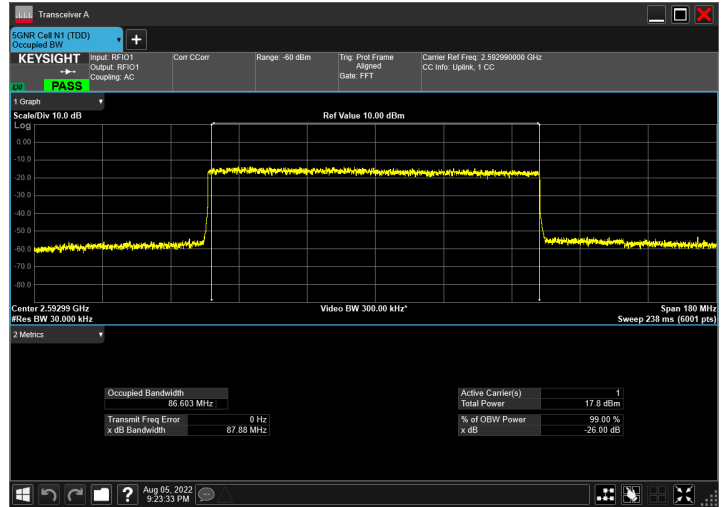 Transceiver A
5GNR Cell N1 (TDD)
Occupied BW
KEYSIGHT
LXI
PASS
Input: RFIO1
Output: RFIO1
Coupling: AC
Corr CCorr
Range: -60 dBm
Trig: Prot Frame
Aligned
Gate: FFT
Carrier Ref Freq: 2.592990000 GHz
CC Info: Uplink, 1 CC
1 Graph
Scale/Div 10.0 dB
Ref Value 10.00 dBm
Log
0.00
-10.0
-20.0
-30.0
-40.0
-50.0
-60.0
-70.0
-80.0
Center 2.59299 GHz
Video BW 300.00 kHz*
Span 180 MHz
#Res BW 30.000 kHz
Sweep 238 ms (6001 pts)
2 Metrics
Occupied Bandwidth
86.603 MHz
Transmit Freq Error 0 Hz
x dB Bandwidth 87.88 MHz
Active Carrier(s) 1
Total Power 17.8 dBm
% of OBW Power 99.00 %
x dB -26.00 dB
Aug 05, 2022
9:23:33 PM